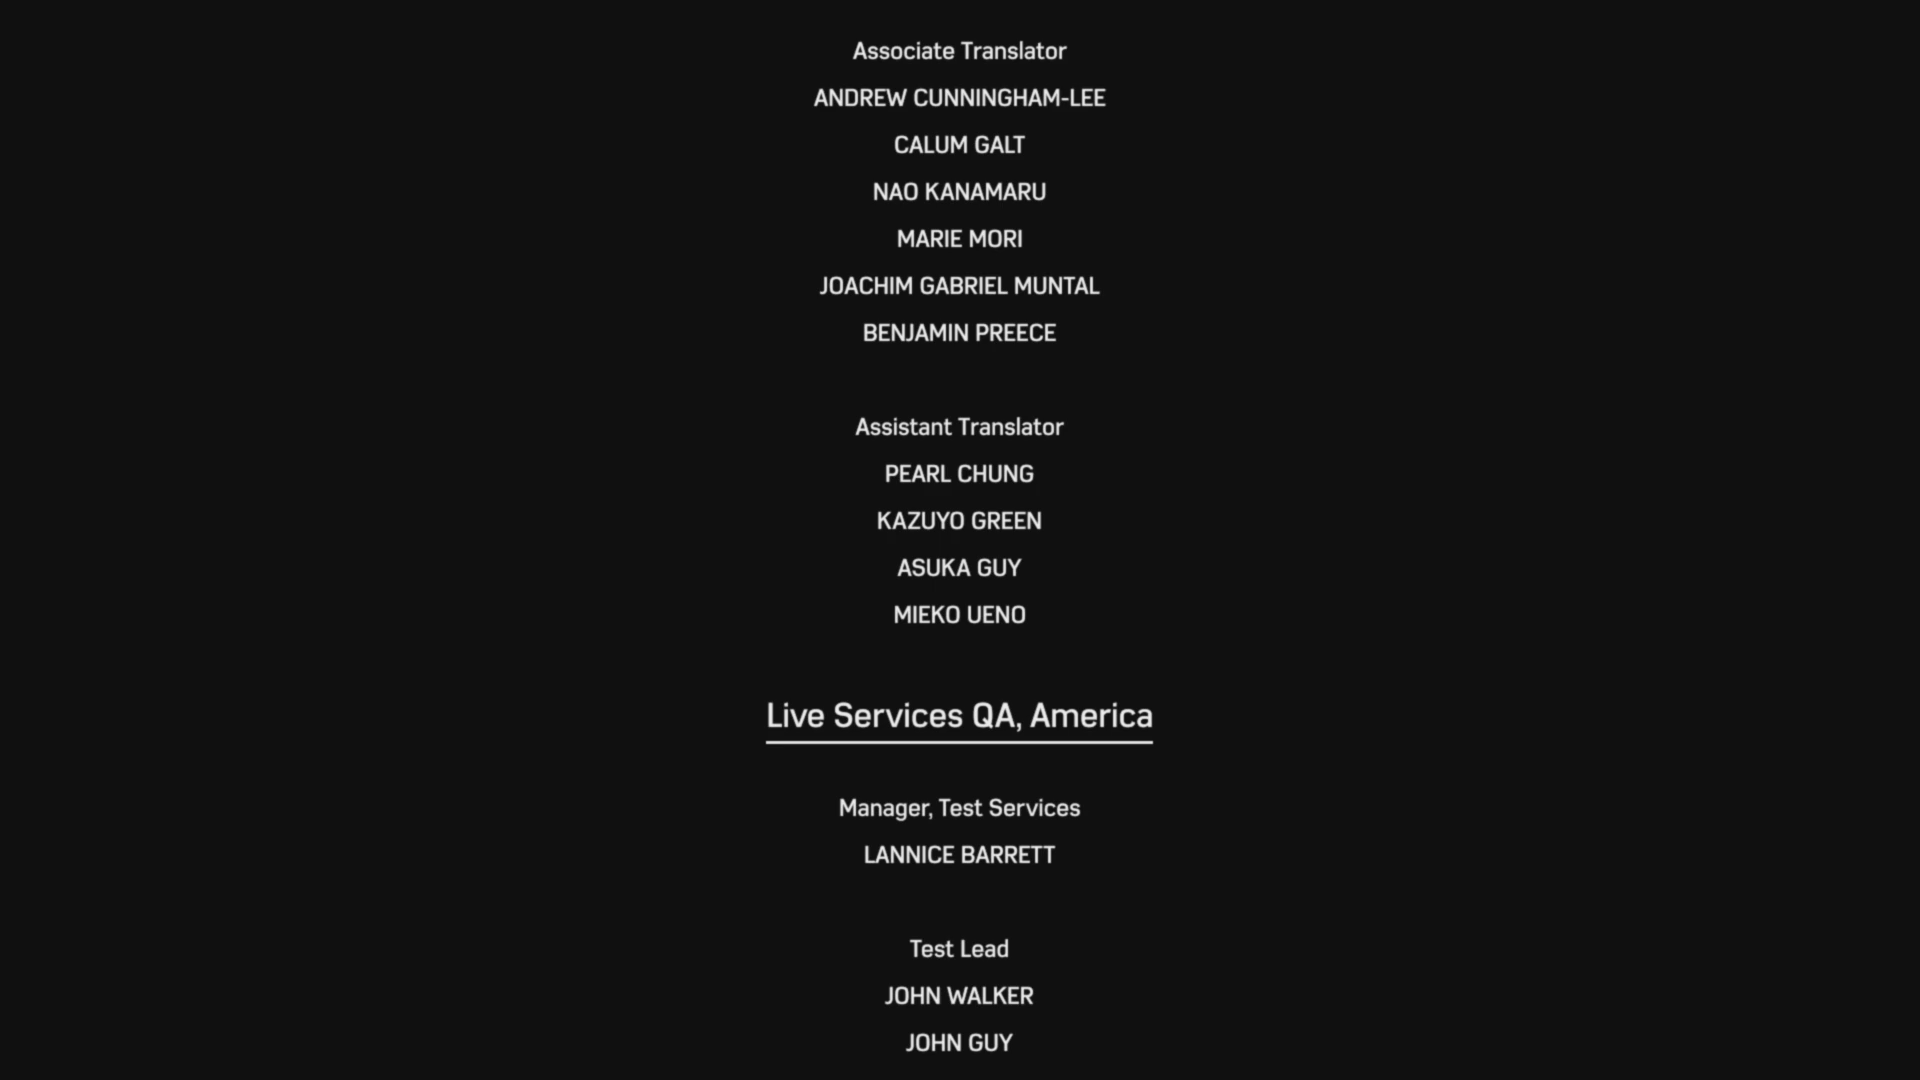 Associate Translator
ANDREW CUNNINGHAM-LEE
CALUM GALT
NAO KANAMARU
MARIE MORI
JOACHIM GABRIEL MUNTAL
BENJAMIN PREECE
Assistant Translator
PEARL CHUNG
KAZUYO GREEN
ASUKA GUY
MIEKO UENO
Live Services QA, America
Manager, Test Services
LANNICE BARRETT
Test Lead
JOHN WALKER
JOHN GUY